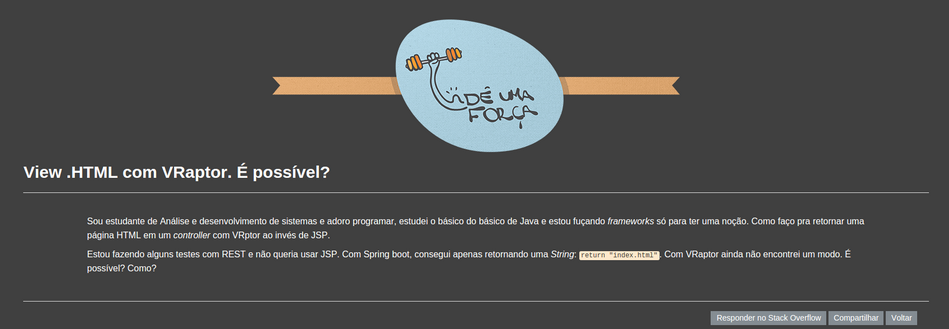 DÊ UMA
FORÇA
View .HTML com VRaptor. É possível?
Sou estudante de Análise e desenvolvimento de sistemas e adoro programar, estudei o básico do básico de Java e estou fuçando frameworks só para ter uma noção. Como faço pra retornar uma
página HTML em um controller com VRptor ao invés de JSP.
Estou fazendo alguns testes com REST e não queria usar JSP. Com Spring boot, consegui apenas retornando uma String: return "index.html". Com VRaptor ainda não encontrei um modo. É
possível? Como?
Responder no Stack Overflow Compartilhar Voltar